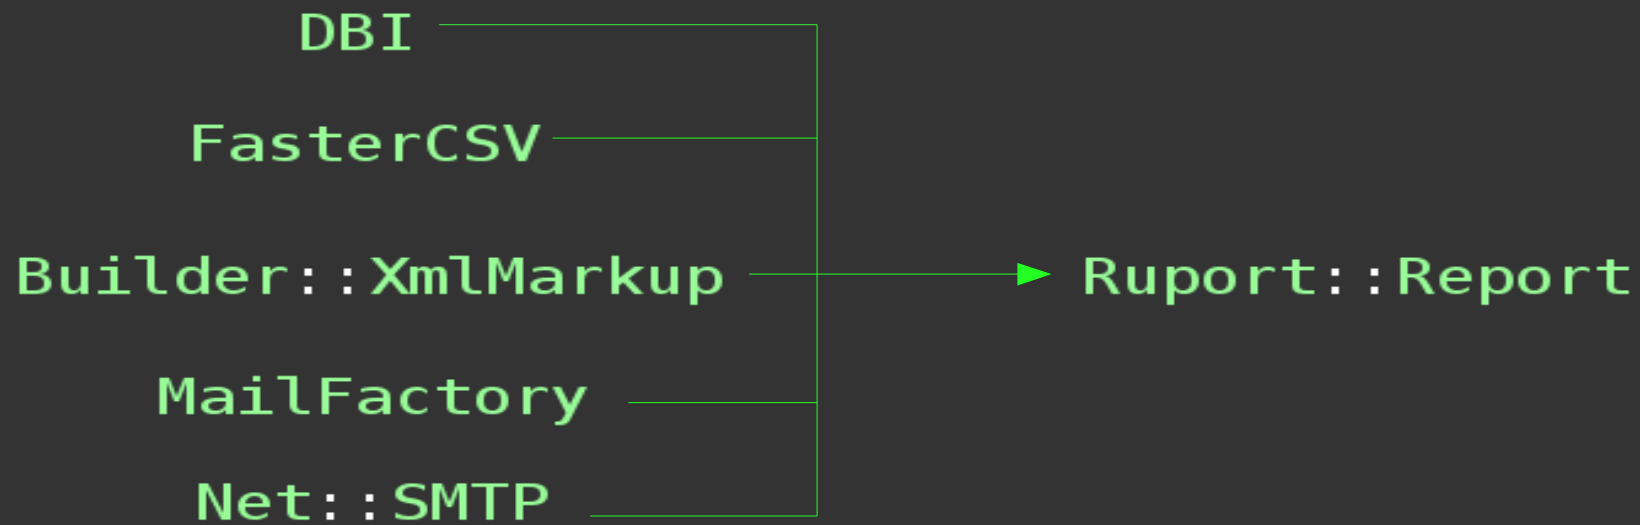 DBI
FasterCSV
Builder::XmlMarkup
Ruport::Report
MailFactory
Net::SMTP